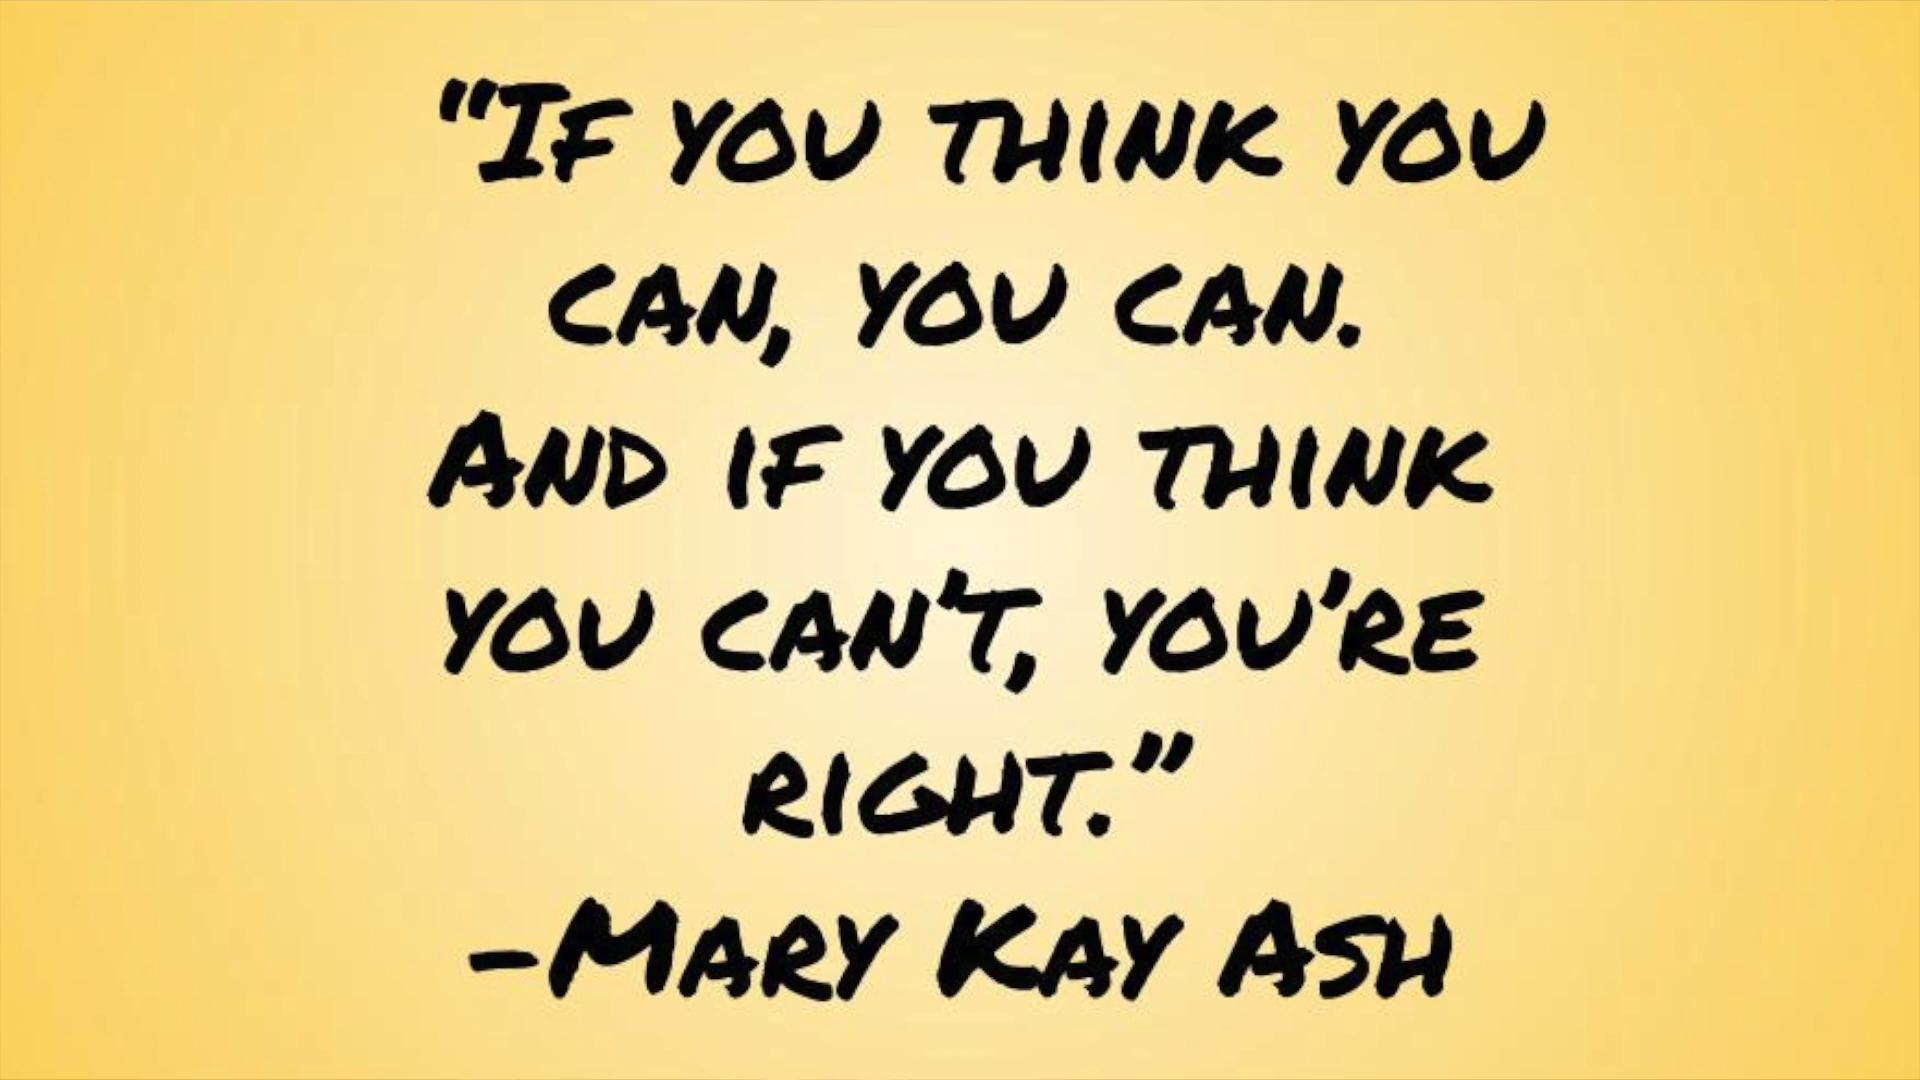 “If you think you
can, you can.
And if you think
you can’t, you’re
right.”
-Mary Kay Ash